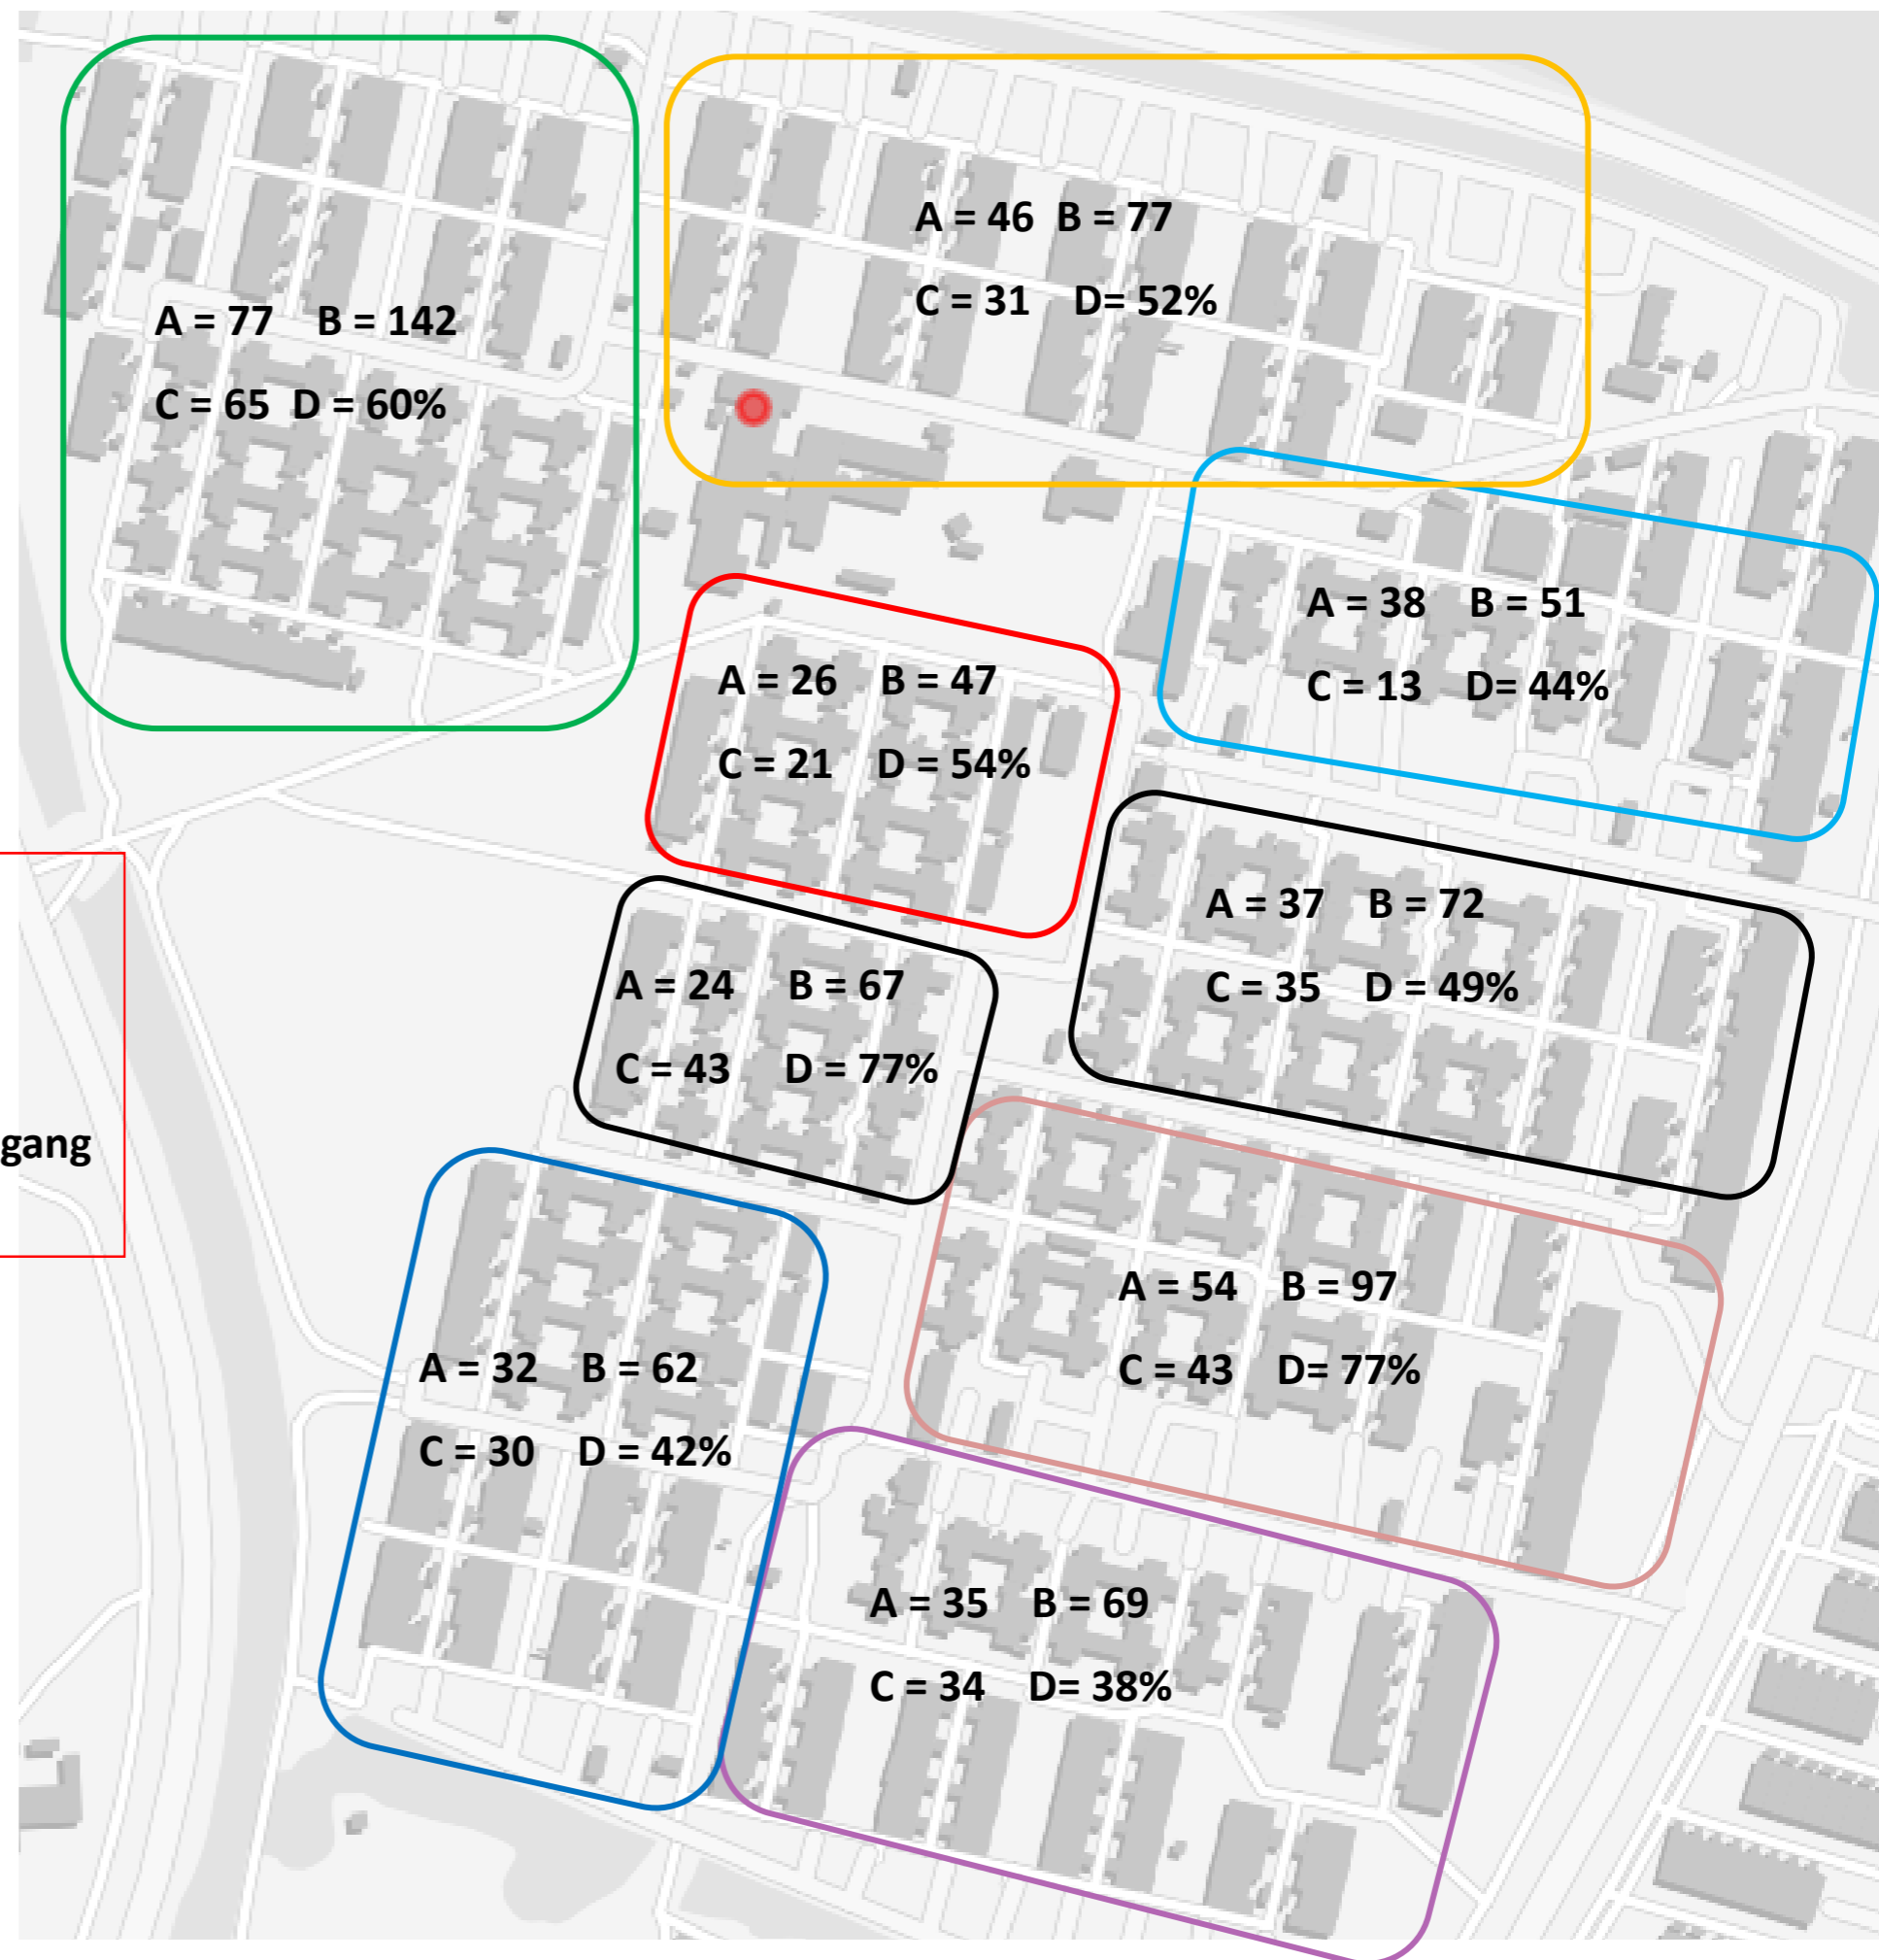 A = 46 B = 77
C = 31 D= 52%
A = 77 B = 142
C = 65 D = 60%
A = 38 B = 51
C = 13 D= 44%
A = 26 B = 47
C = 21 D = 54%
A = 37 B = 72
C = 35 D = 49%
A = 24 B = 67
C = 43 D = 77%
gang
A = 54 B = 97
C = 43 D= 77%
A = 32 B = 62
C = 30 D = 42%
A = 35 B = 69
C = 34 D= 38%